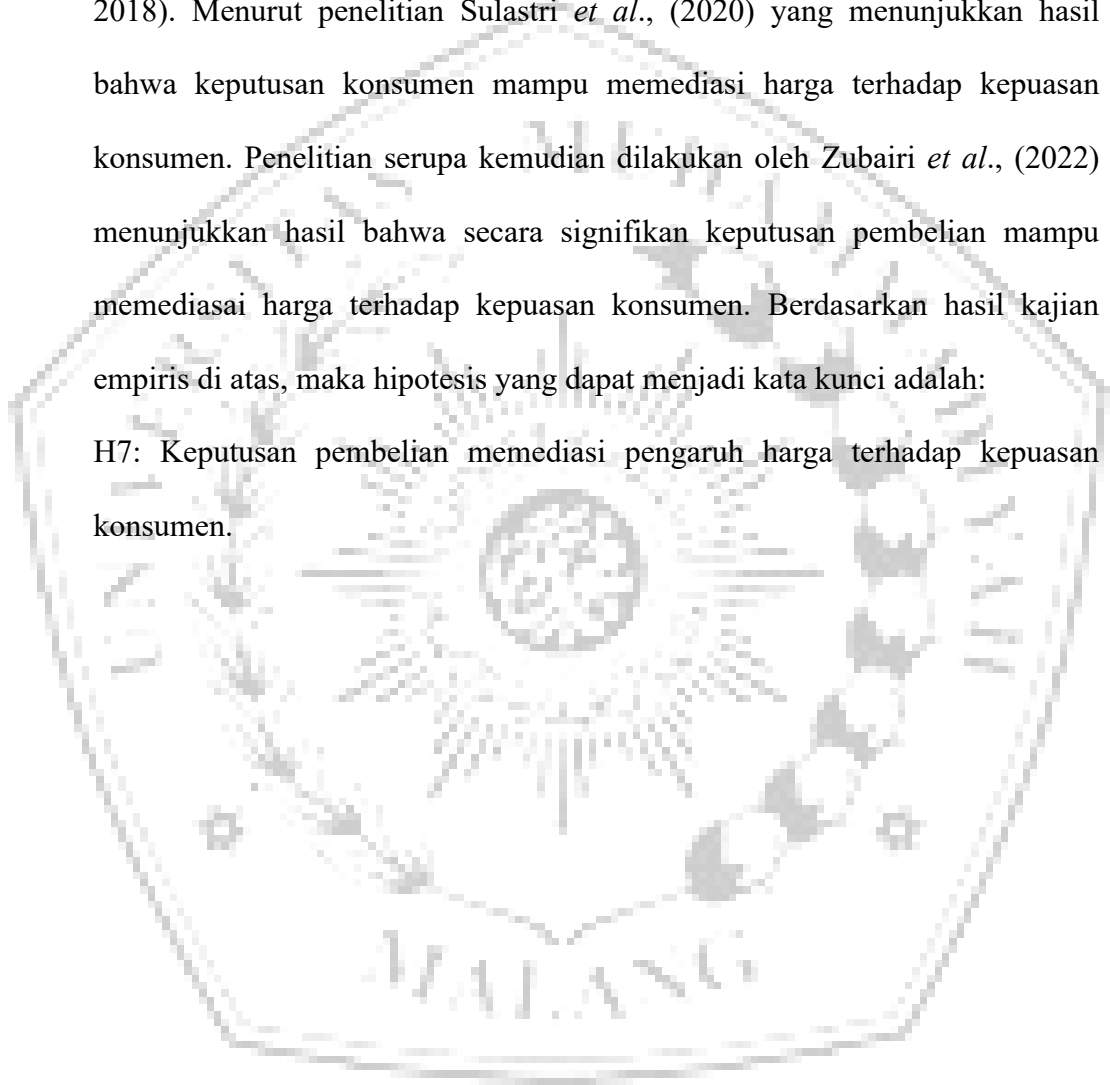 2018). Menurut penelitian Sulastri et al., (2020) yang menunjukkan hasil
bahwa keputusan konsumen mampu memediasi harga terhadap kepuasan
konsumen. Penelitian serupa kemudian dilakukan oleh Zubairi et al., (2022)
menunjukkan hasil bahwa secara signifikan keputusan pembelian mampu
memediasai harga terhadap kepuasan konsumen. Berdasarkan hasil kajian
empiris di atas, maka hipotesis yang dapat menjadi kata kunci adalah:
H7: Keputusan pembelian memediasi pengaruh harga terhadap kepuasan
konsumen.
MALANG